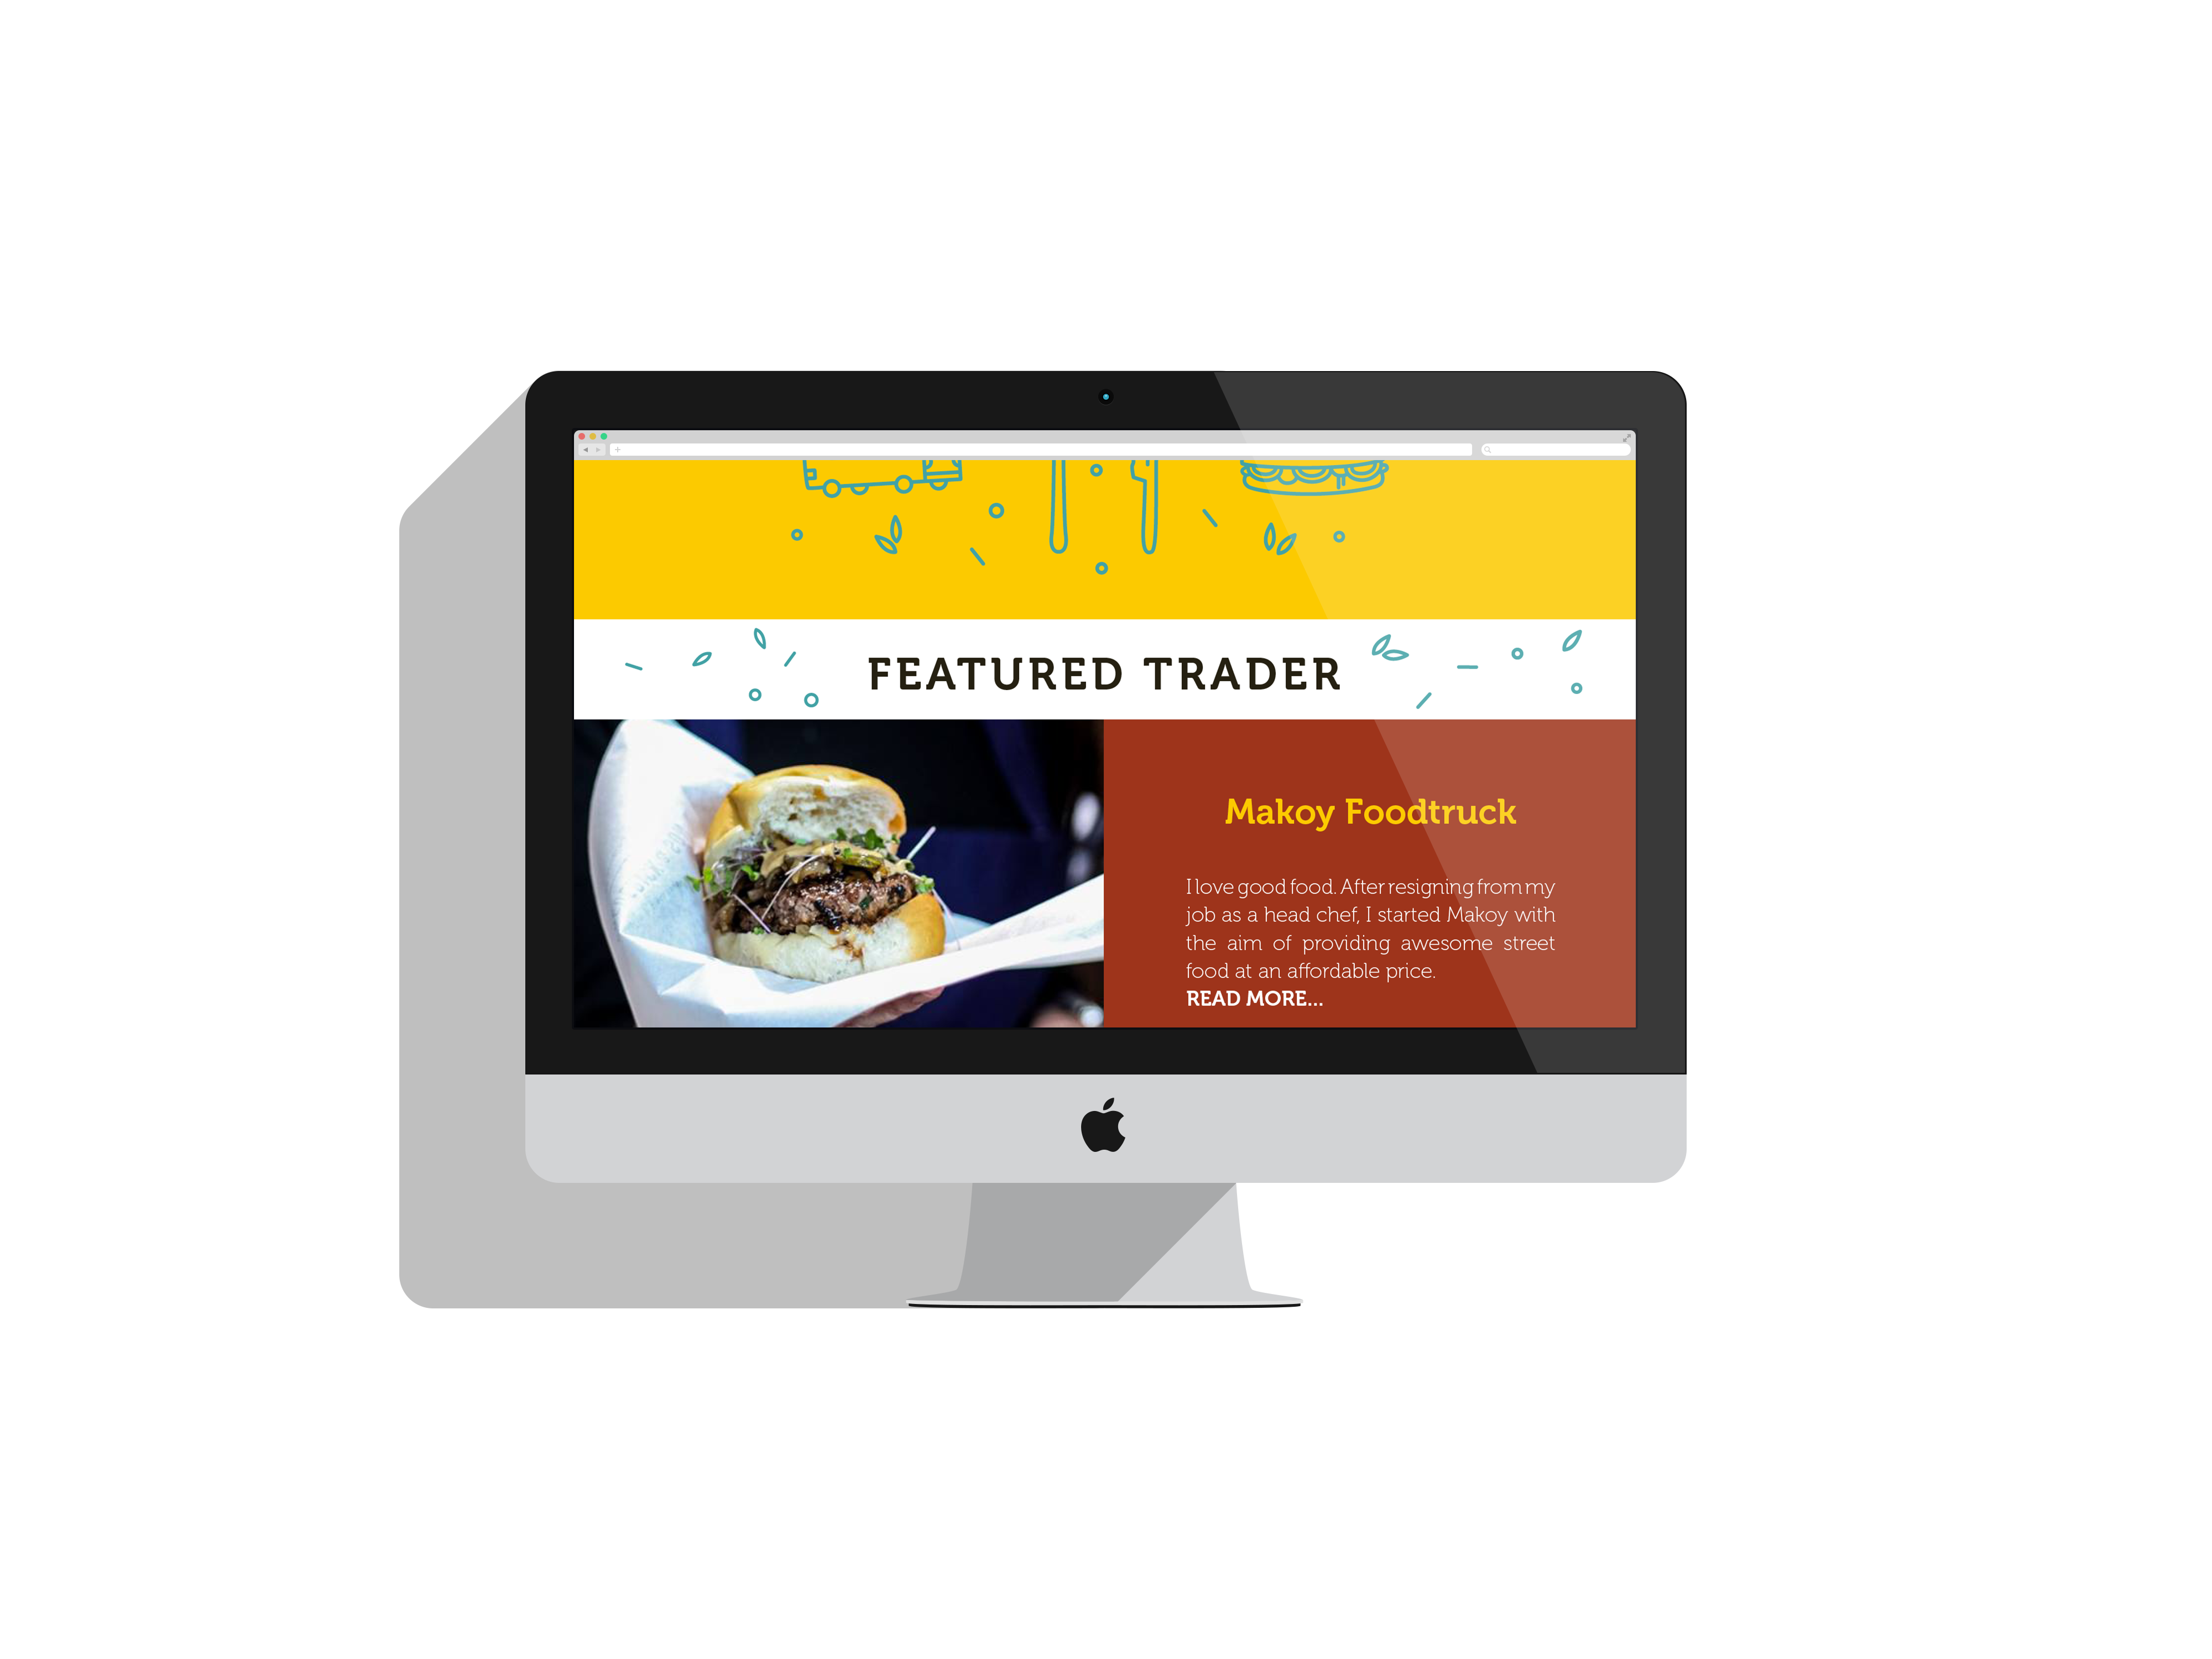 FEATURED TRADER
Makoy Foodtruck
I love good food. After resigning from my
job as a head chef, I started Makoy with
the aim of providing awesome street
food at an affordable price.
READ MORE...